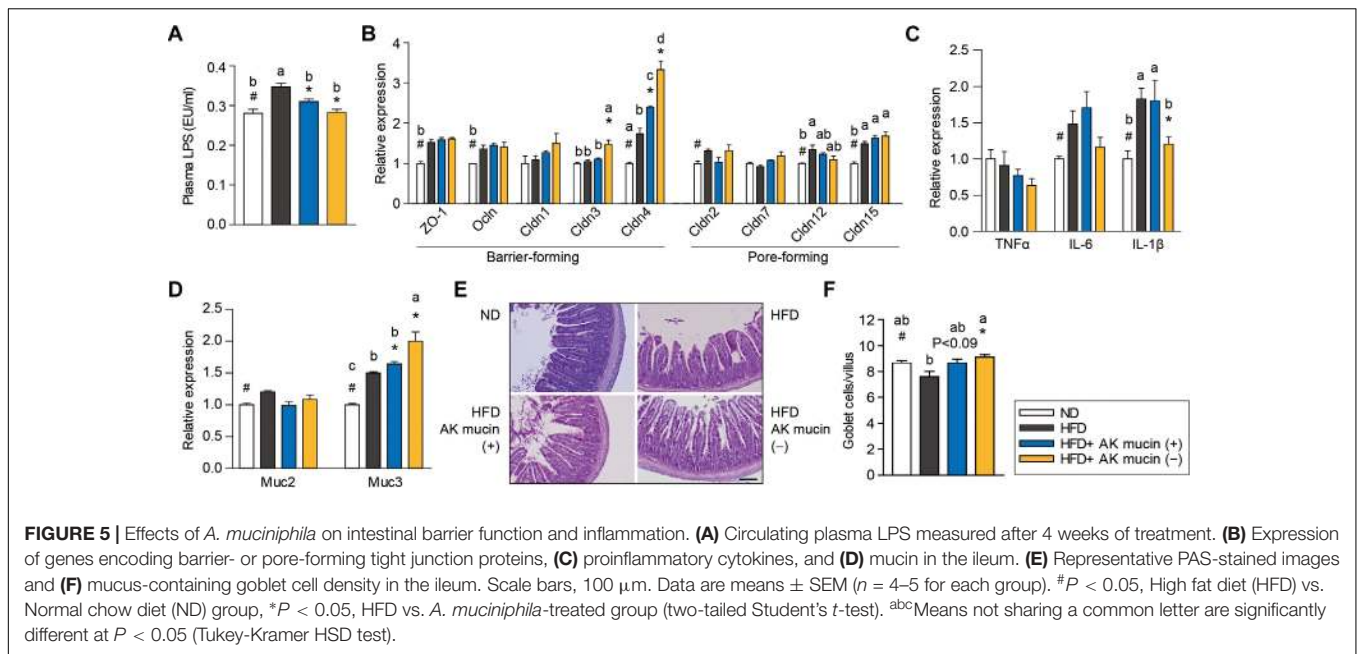 A
Plasma LPS (EU/ml)
0.4
0.3
0.2
0.1
0.0
b
#
a
b
*
b
*
B
Relative expression
4
3
2
1
0
b
#
b
#
bb
b
a
*
a
#
b
c
*
d
*
#
b
#
a
ab
ab
b
#
a
a
a
ZO-1
Ocln
Cldn1
Cldn3
Cldn4
Cldn2
Cldn7
Cldn12
Cldn15
Barrier-forming
Pore-forming
C
Relative expression
2.5
2.0
1.5
1.0
0.5
0.0
#
b
#
a
a
b
*
TNFα
IL-6
IL-1β
D
Relative expression
2.5
2.0
1.5
1.0
0.5
0.0
#
c
#
b
b
*
a
*
Muc2
Muc3
E
ND
HFD
HFD
AK mucin
(+)
HFD
AK mucin
(−)
F
Goblet cells/villus
12
10
8
6
4
2
0
ab
#
b
ab
P<0.09
a
*
ND
HFD
HFD+ AK mucin (+)
HFD+ AK mucin (−)
FIGURE 5 | Effects of A. muciniphila on intestinal barrier function and inflammation. (A) Circulating plasma LPS measured after 4 weeks of treatment. (B) Expression
of genes encoding barrier- or pore-forming tight junction proteins, (C) proinflammatory cytokines, and (D) mucin in the ileum. (E) Representative PAS-stained images
and (F) mucus-containing goblet cell density in the ileum. Scale bars, 100 μm. Data are means ± SEM (n = 4–5 for each group). #P < 0.05, High fat diet (HFD) vs.
Normal chow diet (ND) group, *P < 0.05, HFD vs. A. muciniphila-treated group (two-tailed Student's t-test). abcMeans not sharing a common letter are significantly
different at P < 0.05 (Tukey-Kramer HSD test).